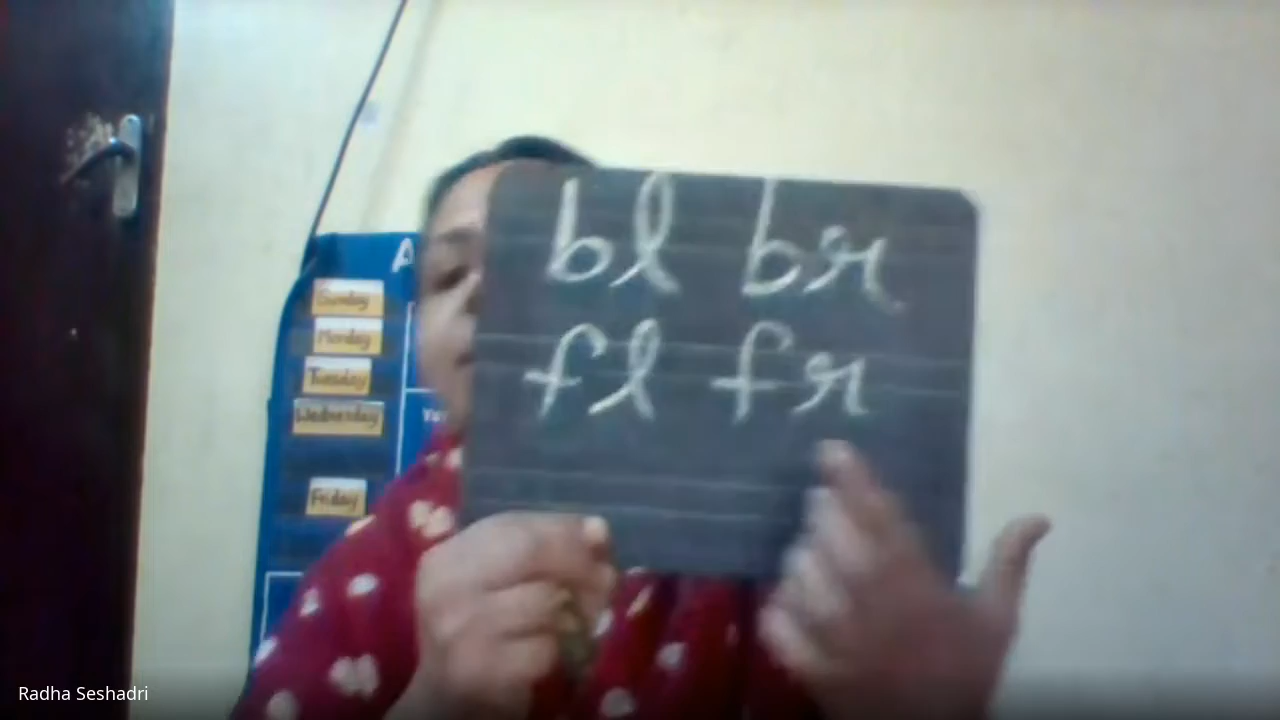 bl br
fl fr
A
Sunday
Monday
Tuesday
Wednesday
Friday
Radha Seshadri